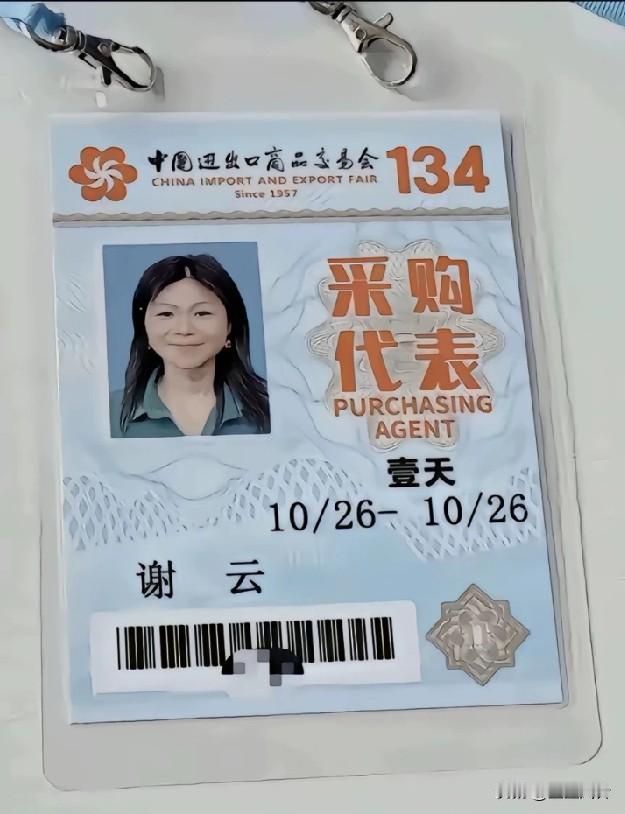 中国进出口商品交易会 134
CHINA IMPORT AND EXPORT FAIR
Since 1957
采购
代表
PURCHASING
AGENT
壹天
10/26- 10/26
谢 云